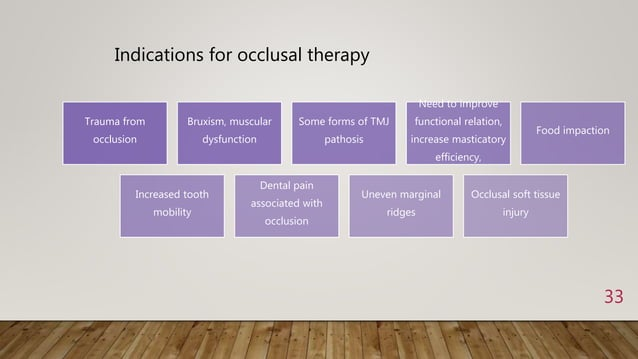 Indications for occlusal therapy
Trauma from
occlusion
Bruxism, muscular
dysfunction
Some forms of TMJ
pathosis
Need to improve
functional relation,
increase masticatory
efficiency,
Food impaction
Increased tooth
mobility
Dental pain
associated with
occlusion
Uneven marginal
ridges
Occlusal soft tissue
injury
33